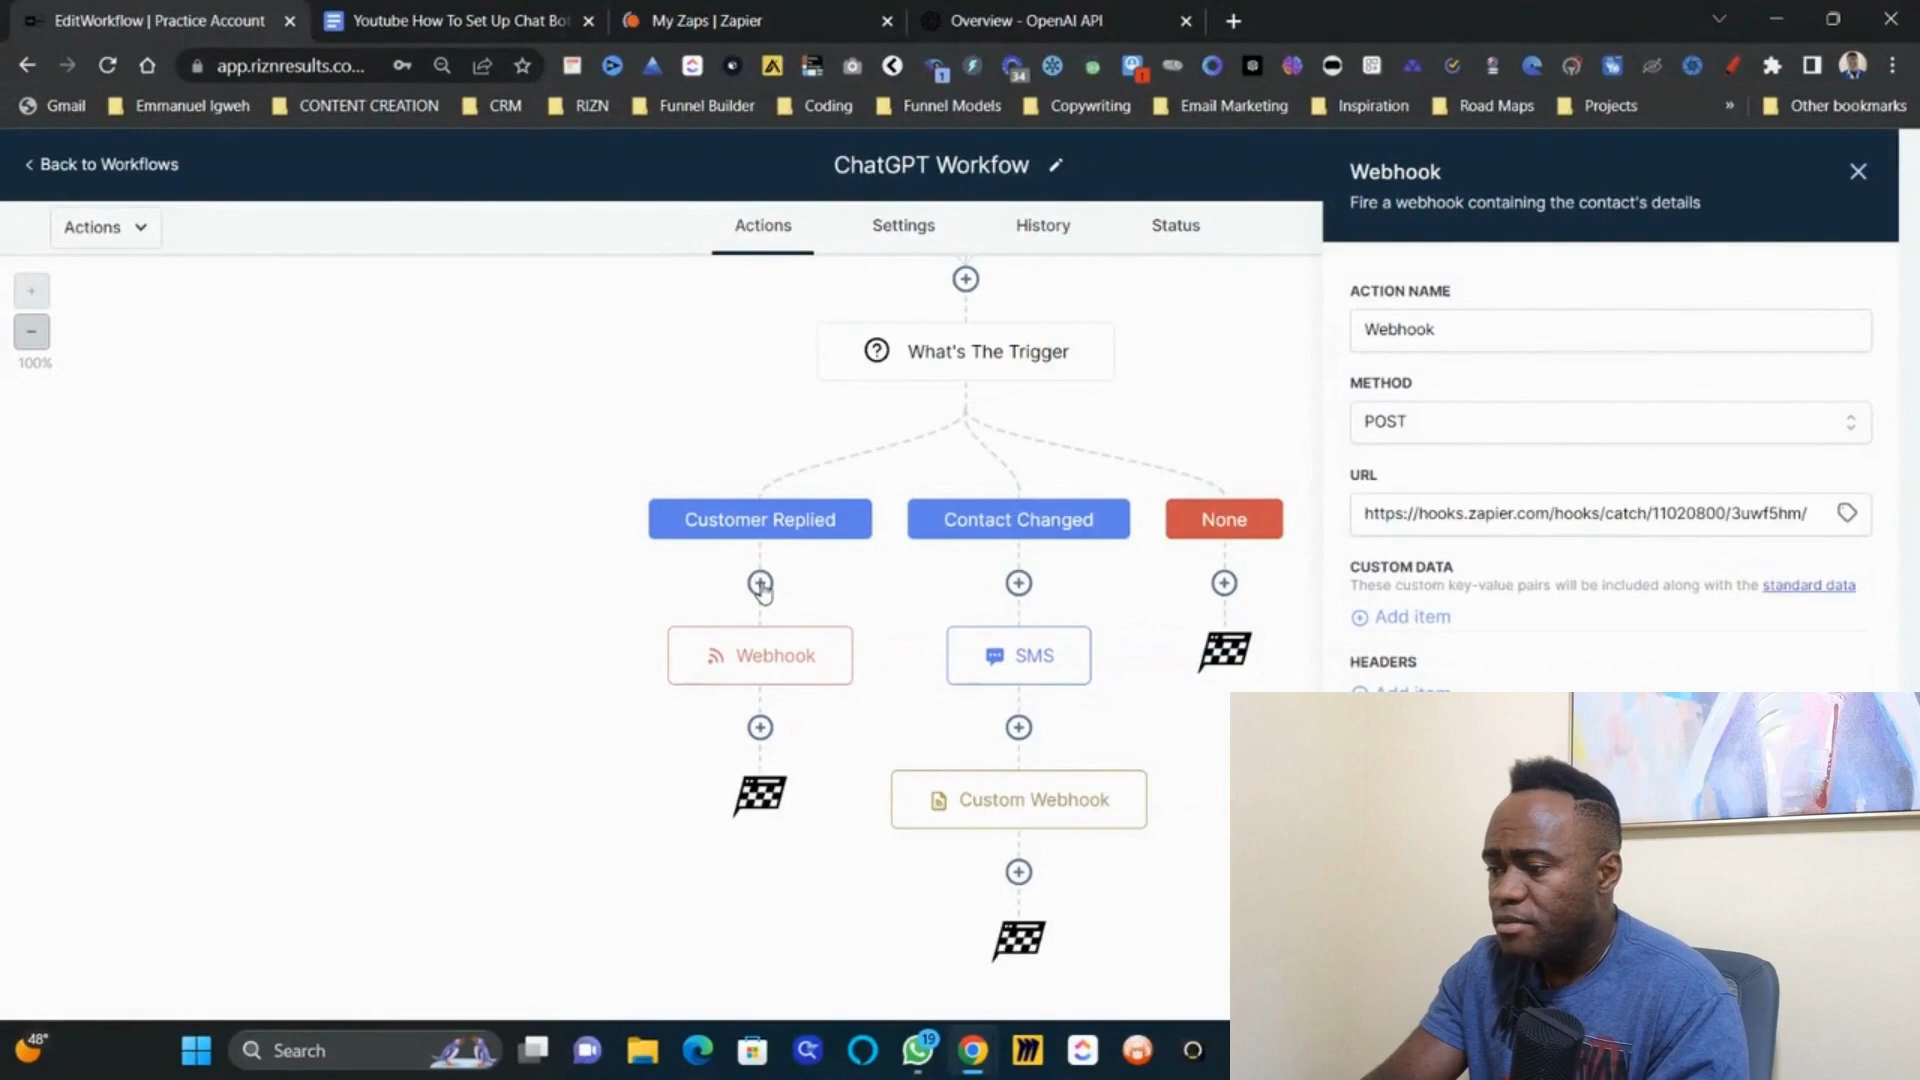 EditWorkflow | Practice Account
Youtube How To Set Up Chat Bot
My Zaps | Zapier
Overview - OpenAI API
app.riznresults.co...
1
34
Gmail
Emmanuel Igweh
CONTENT CREATION
CRM
RIZN
Funnel Builder
Coding
Funnel Models
Copywriting
Email Marketing
Inspiration
Road Maps
Projects
»
Other bookmarks
< Back to Workflows
ChatGPT Workfow
Webhook
Fire a webhook containing the contact's details
Actions
Actions
Settings
History
Status
100%
What's The Trigger
Customer Replied
Contact Changed
None
Webhook
SMS
Custom Webhook
ACTION NAME
Webhook
METHOD
POST
URL
https://hooks.zapier.com/hooks/catch/11020800/3uwf5hm/
CUSTOM DATA
These custom key-value pairs will be included along with the standard data
Add item
HEADERS
Add item
48°
Search
19